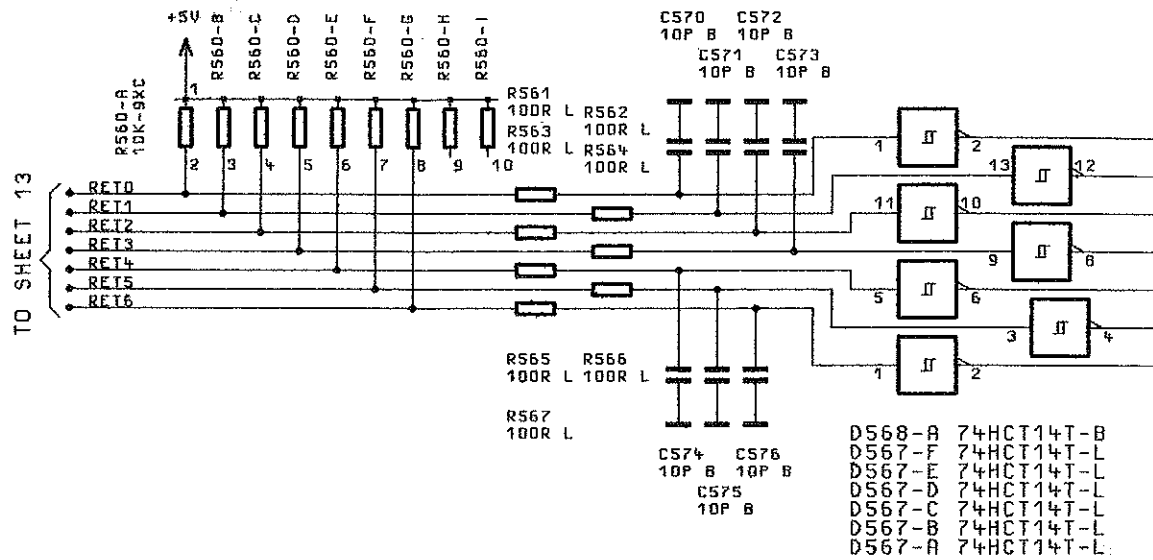 +5V
R560-B
R560-C
R560-D
R560-E
R560-F
R560-G
R560-H
R560-I
R560-A
10K-9XC
1
2
3
4
5
6
7
8
9
10
R561
100R L
R563
100R L
R562
100R L
R564
100R L
C570
10P B
C571
10P B
C572
10P B
C573
10P B
TO SHEET 13
RET0
RET1
RET2
RET3
RET4
RET5
RET6
1
2
13
12
11
10
9
8
5
6
3
4
1
2
R565
100R L
R566
100R L
R567
100R L
C574
10P B
C575
10P B
C576
10P B
D568-A 74HCT14T-B
D567-F 74HCT14T-L
D567-E 74HCT14T-L
D567-D 74HCT14T-L
D567-C 74HCT14T-L
D567-B 74HCT14T-L
D567-A 74HCT14T-L